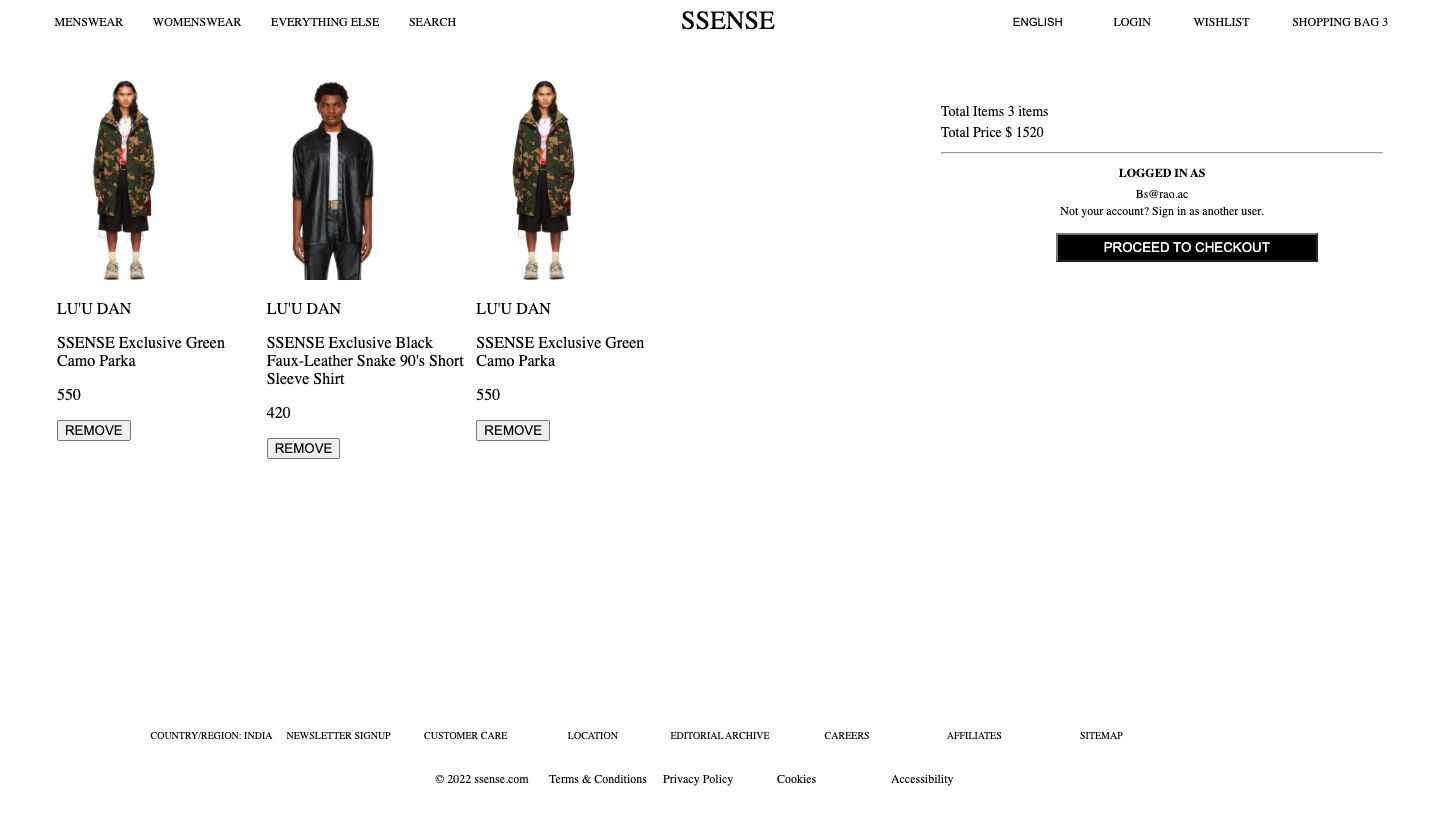 MENSWEAR WOMENSWEAR EVERYTHING ELSE SEARCH SSENSE ENGLISH LOGIN WISHLIST SHOPPING BAG 3
LU'U DAN
SSENSE Exclusive Green
Camo Parka
550
REMOVE
LU'U DAN
SSENSE Exclusive Black
Faux-Leather Snake 90's Short
Sleeve Shirt
420
REMOVE
LU'U DAN
SSENSE Exclusive Green
Camo Parka
550
REMOVE
Total Items 3 items
Total Price $ 1520
LOGGED IN AS
Bs@rao.ac
Not your account? Sign in as another user.
PROCEED TO CHECKOUT
COUNTRY/REGION: INDIA NEWSLETTER SIGNUP CUSTOMER CARE LOCATION EDITORIAL ARCHIVE CAREERS AFFILIATES SITEMAP
© 2022 ssense.com Terms & Conditions Privacy Policy Cookies Accessibility